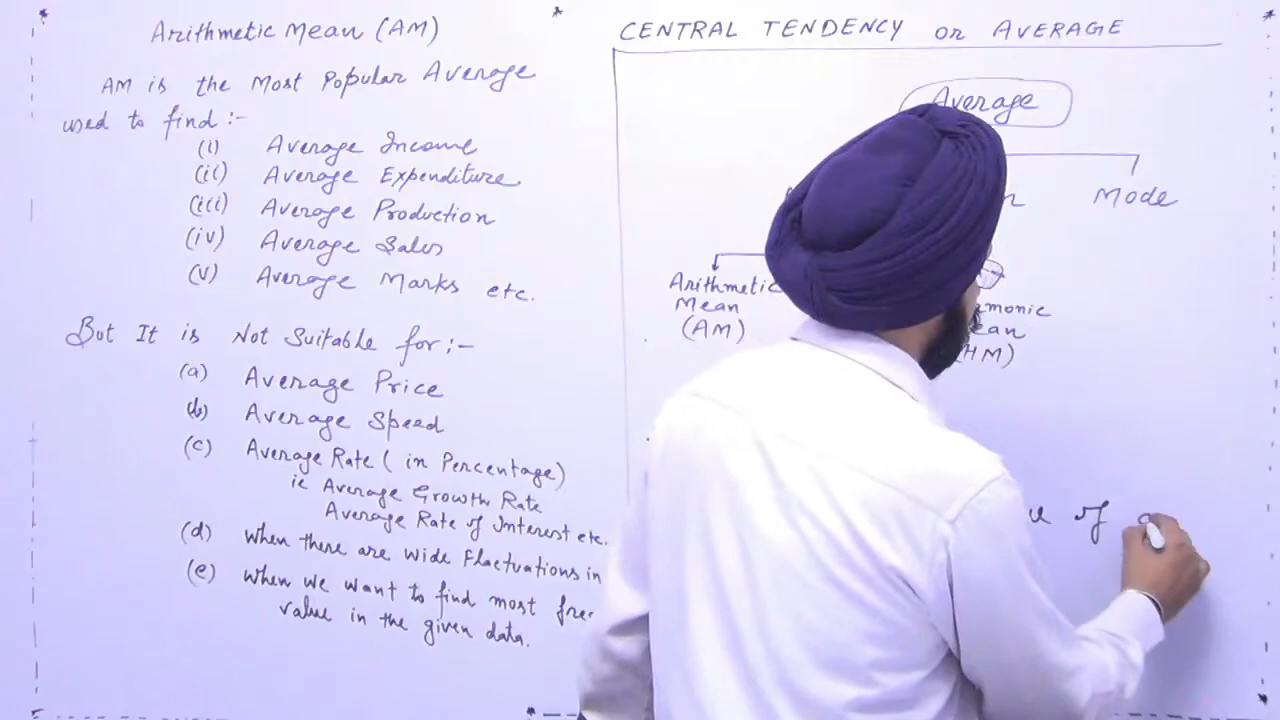 Arithmetic Mean (AM)
AM is the Most Popular Average
used to find :-
(i) Average Income
(ii) Average Expenditure
(iii) Average Production
(iv) Average Sales
(v) Average Marks etc.
But It is Not Suitable for :-
(a) Average Price
(b) Average Speed
(c) Average Rate ( in Percentage)
ie Average Growth Rate
Average Rate of Interest etc.
(d) when there are wide Fluctuations in
(e) when we want to find most
value in the given data.
CENTRAL TENDENCY or AVERAGE
Average
Mode
Arithmetic
Mean
(AM)
monic
ean
(HM)
of